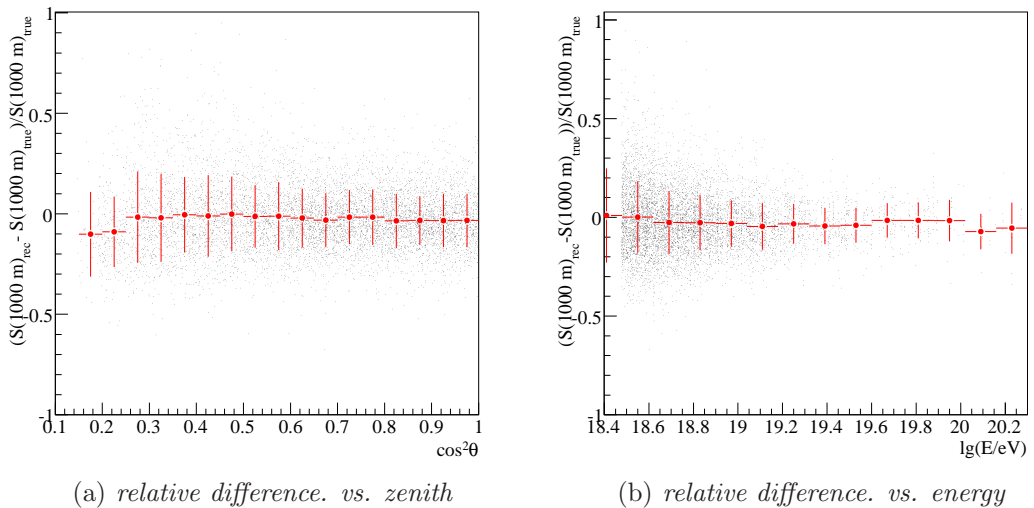 (S(1000 m)rec - S(1000 m)true)/S(1000 m)true
1
0.5
0
-0.5
-1
0.1 0.2 0.3 0.4 0.5 0.6 0.7 0.8 0.9 1
cos²θ
(a) relative difference. vs. zenith
(S(1000 m)rec-S(1000 m)true))/S(1000 m)true
1
0.5
0
-0.5
-1
18.4 18.6 18.8 19 19.2 19.4 19.6 19.8 20 20.2
lg(E/eV)
(b) relative difference. vs. energy